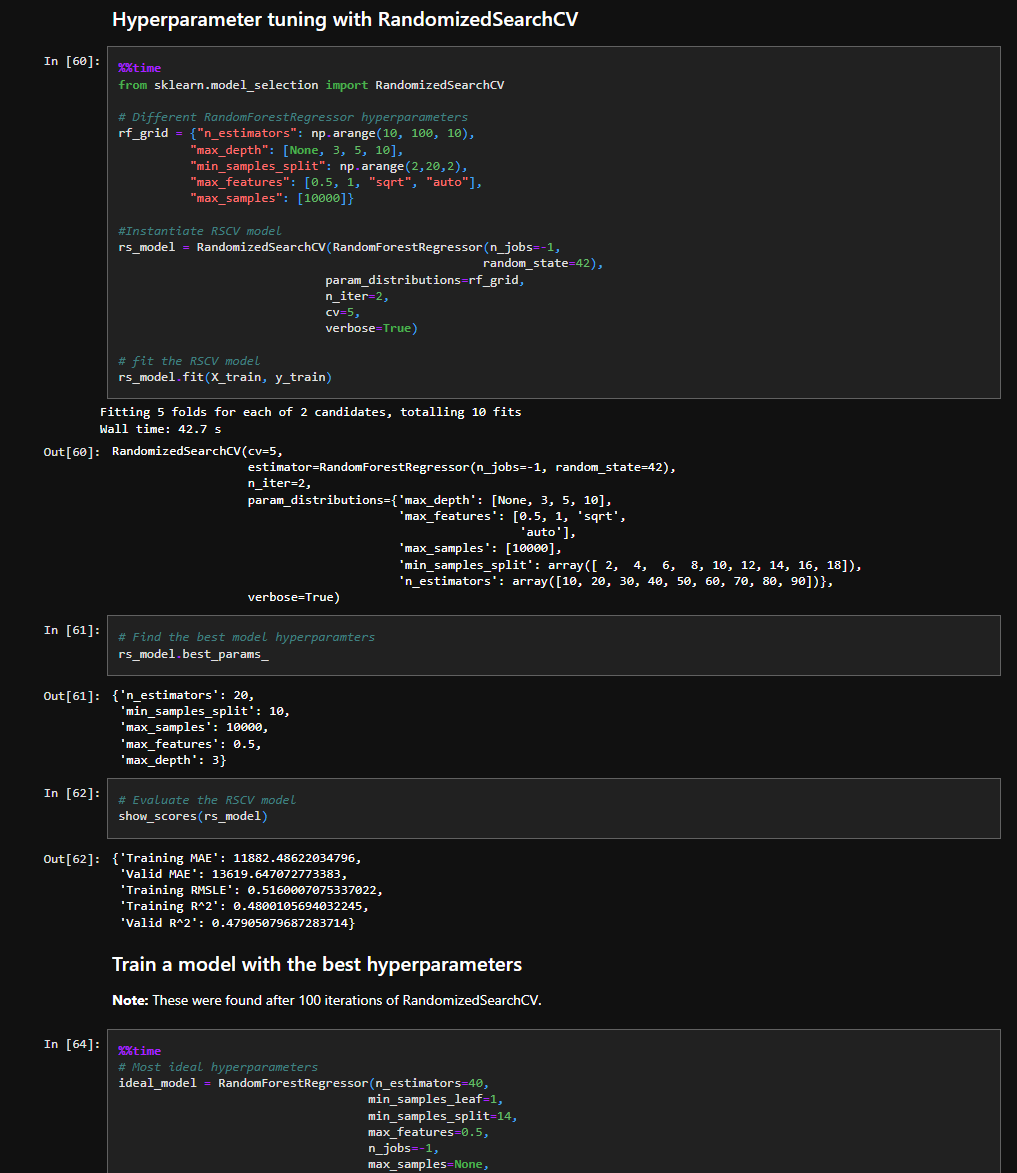 Hyperparameter tuning with RandomizedSearchCV
In [60]:
%%time
from sklearn.model_selection import RandomizedSearchCV
# Different RandomForestRegressor hyperparameters
rf_grid = {"n_estimators": np.arange(10, 100, 10),
"max_depth": [None, 3, 5, 10],
"min_samples_split": np.arange(2,20,2),
"max_features": [0.5, 1, "sqrt", "auto"],
"max_samples": [10000]}
#Instantiate RSCV model
rs_model = RandomizedSearchCV(RandomForestRegressor(n_jobs=-1,
random_state=42),
param_distributions=rf_grid,
n_iter=2,
cv=5,
verbose=True)
# fit the RSCV model
rs_model.fit(X_train, y_train)
Fitting 5 folds for each of 2 candidates, totalling 10 fits
Wall time: 42.7 s
Out[60]: RandomizedSearchCV(cv=5,
estimator=RandomForestRegressor(n_jobs=-1, random_state=42),
n_iter=2,
param_distributions={'max_depth': [None, 3, 5, 10],
'max_features': [0.5, 1, 'sqrt',
'auto'],
'max_samples': [10000],
'min_samples_split': array([ 2,  4,  6,  8, 10, 12, 14, 16, 18]),
'n_estimators': array([10, 20, 30, 40, 50, 60, 70, 80, 90])},
verbose=True)
In [61]:
# Find the best model hyperparamters
rs_model.best_params_
Out[61]: {'n_estimators': 20,
'min_samples_split': 10,
'max_samples': 10000,
'max_features': 0.5,
'max_depth': 3}
In [62]:
# Evaluate the RSCV model
show_scores(rs_model)
Out[62]: {'Training MAE': 11882.48622034796,
'Valid MAE': 13619.647072773383,
'Training RMSLE': 0.5160007075337022,
'Training R^2': 0.4800105694032245,
'Valid R^2': 0.47905079687283714}
Train a model with the best hyperparameters
Note: These were found after 100 iterations of RandomizedSearchCV.
In [64]:
%%time
# Most ideal hyperparameters
ideal_model = RandomForestRegressor(n_estimators=40,
min_samples_leaf=1,
min_samples_split=14,
max_features=0.5,
n_jobs=-1,
max_samples=None,